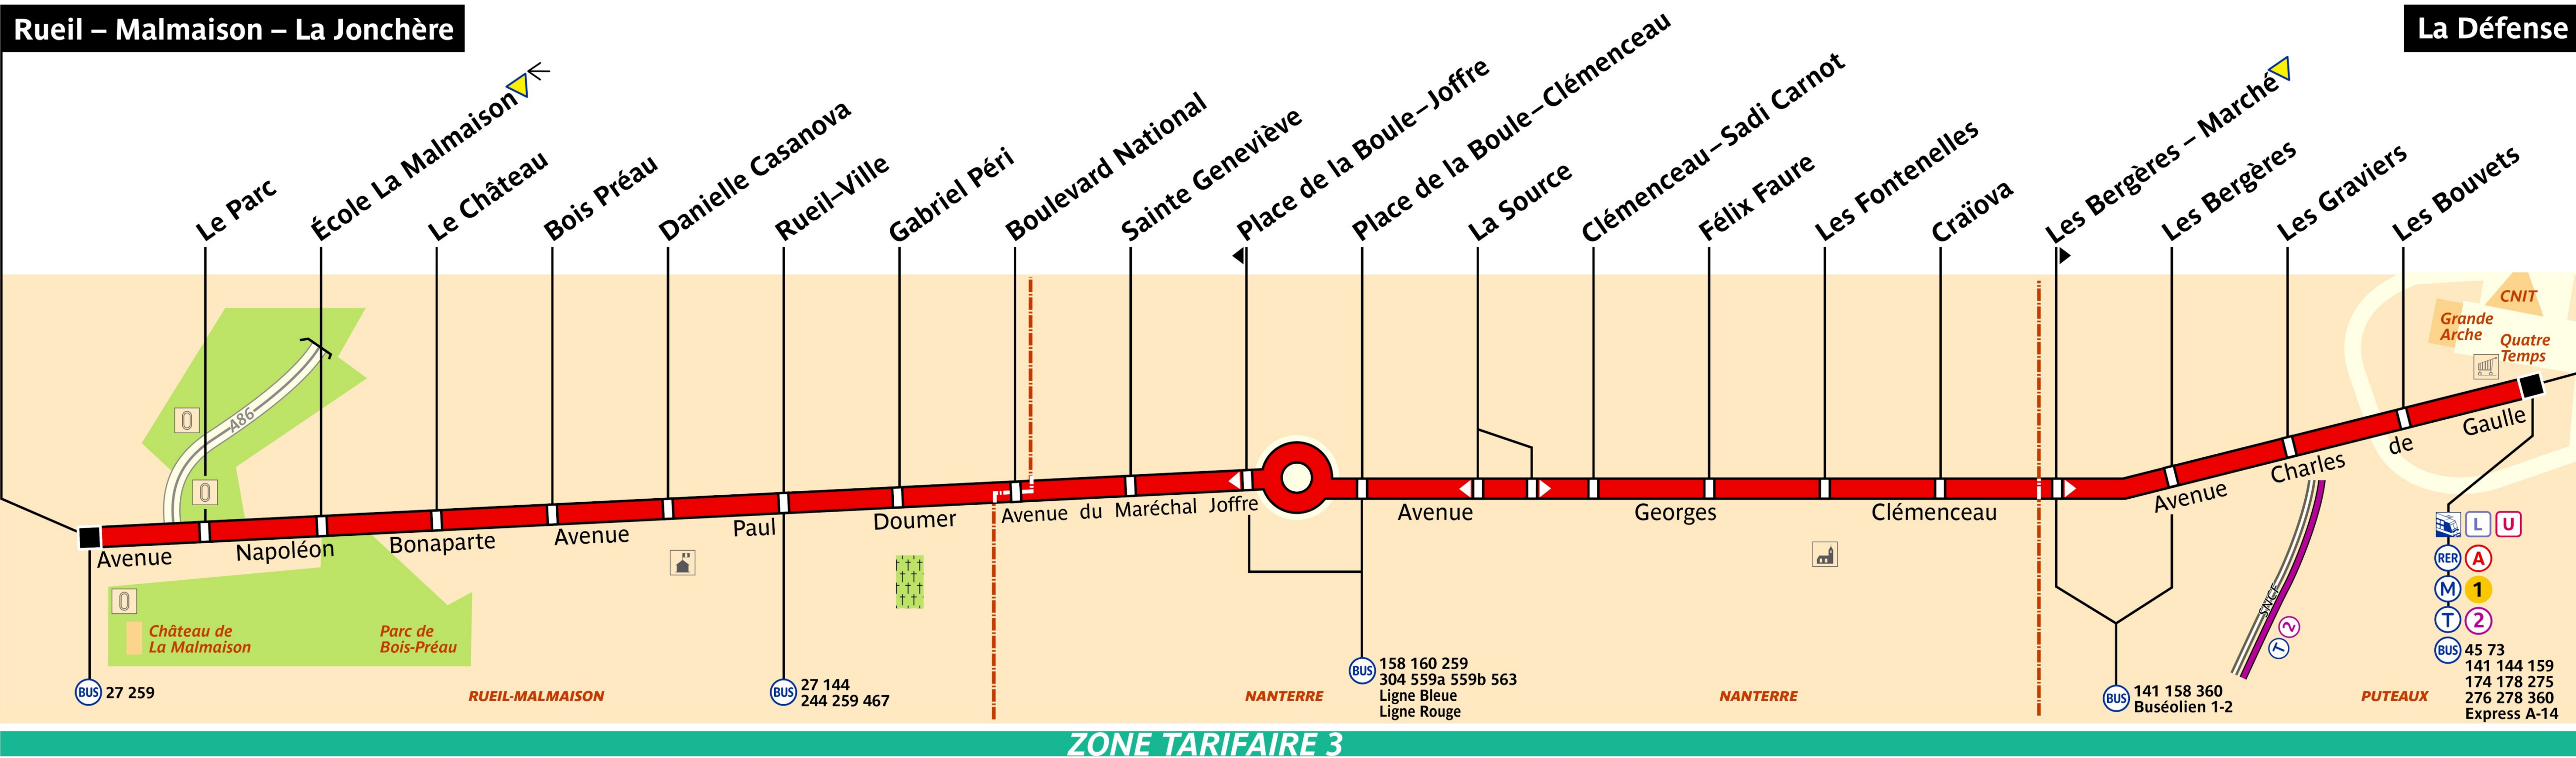 Rueil – Malmaison – La Jonchère
La Défense
Le Parc
École La Malmaison
Le Château
Bois Préau
Danielle Casanova
Rueil–Ville
Gabriel Péri
Boulevard National
Sainte Geneviève
Place de la Boule–Joffre
Place de la Boule–Clémenceau
La Source
Clémenceau–Sadi Carnot
Félix Faure
Les Fontenelles
Craïova
Les Bergères – Marché
Les Bergères
Les Graviers
Les Bouvets
CNIT
Grande
Arche
Quatre
Temps
A86
Avenue Napoléon Bonaparte
Avenue Paul Doumer
Avenue du Maréchal Joffre
Avenue Georges Clémenceau
Avenue Charles de Gaulle
Château de
La Malmaison
Parc de
Bois-Préau
SNCF
T 2
L U
RER A
M 1
T 2
BUS 45 73
141 144 159
174 178 275
276 278 360
Express A-14
BUS 27 259
BUS 27 144
244 259 467
BUS 158 160 259
304 559a 559b 563
Ligne Bleue
Ligne Rouge
BUS 141 158 360
Buséolien 1-2
RUEIL-MALMAISON
NANTERRE
NANTERRE
PUTEAUX
ZONE TARIFAIRE 3